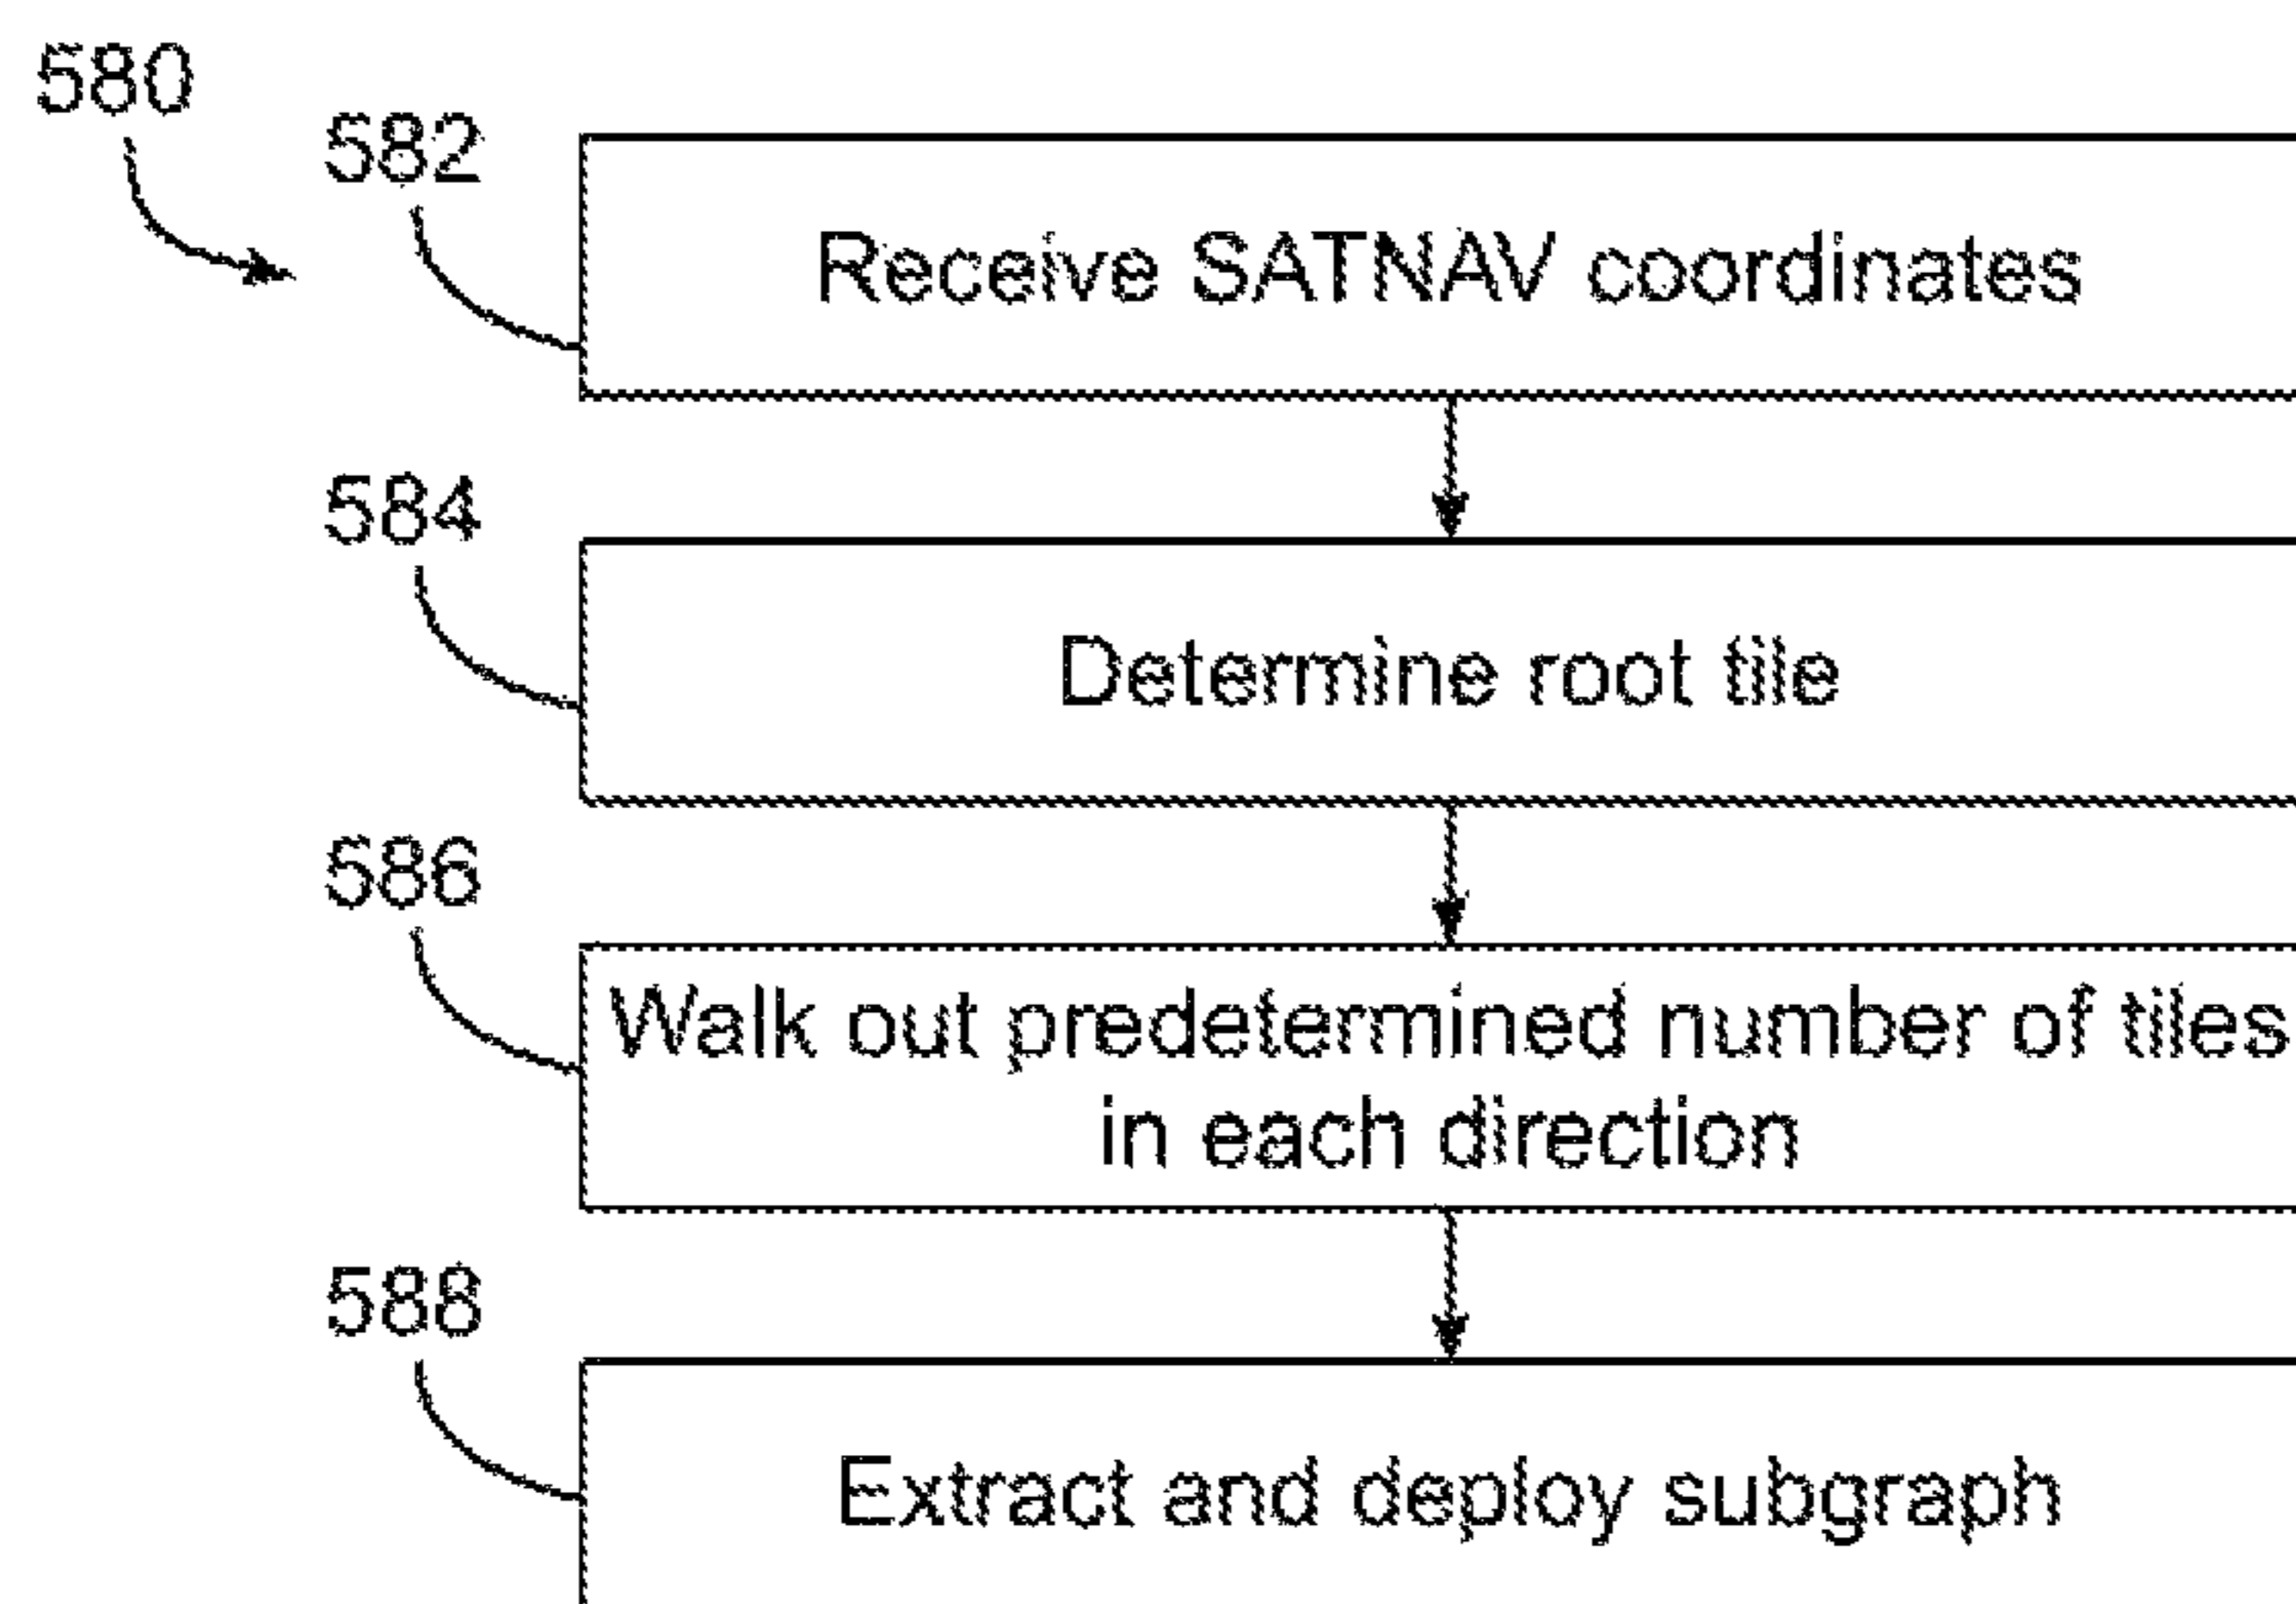 580
582
Receive SATNAV coordinates
584
Determine root tile
586
Walk out predetermined number of tiles
in each direction
588
Extract and deploy subgraph